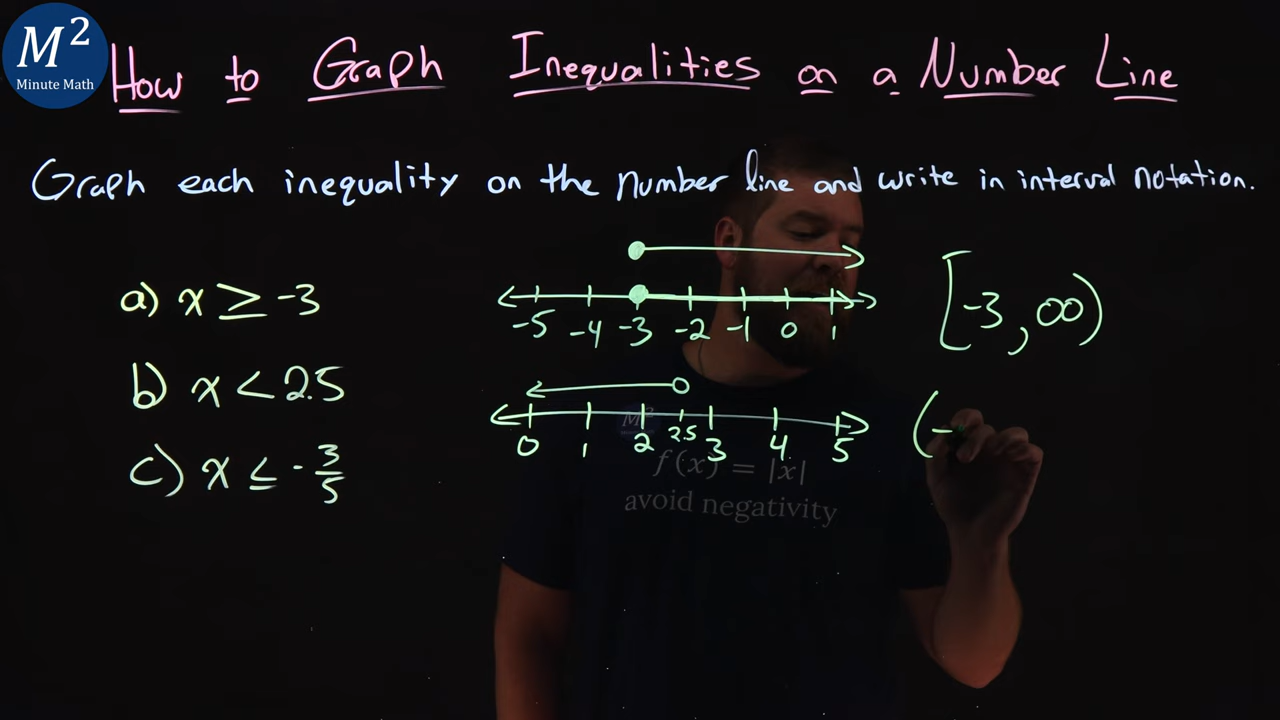 M²
Minute Math
How to Graph Inequalities on a Number Line
Graph each inequality on the number line and write in interval notation.
a) x ≥ -3
-5 -4 -3 -2 -1 0 1
[-3, ∞)
b) x < 2.5
0 1 2 2.5 3 4 5
(-
c) x ≤ -3/5
M²
f(x) = |x|
avoid negativity